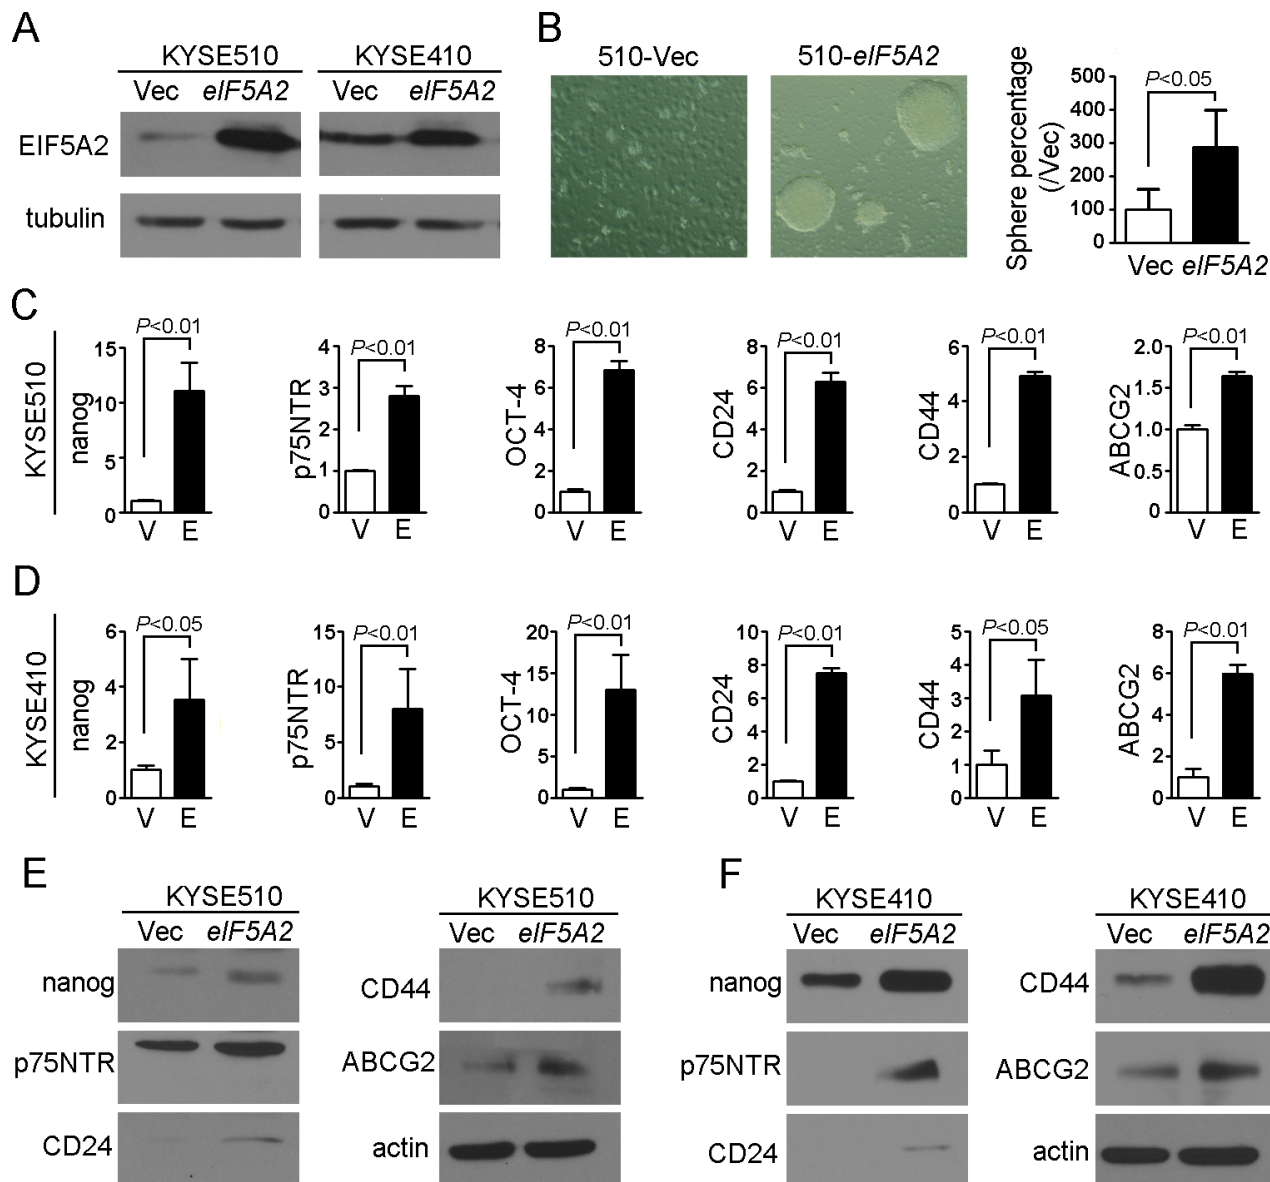 A
KYSE510 KYSE410
Vec eIF5A2 Vec eIF5A2
EIF5A2
tubulin
B
510-Vec 510-eIF5A2
Sphere percentage
(/Vec)
500
400
300
200
100
0
P<0.05
Vec eIF5A2
C
KYSE510
nanog
15
10
5
0
P<0.01
V E
p75NTR
4
3
2
1
0
P<0.01
V E
OCT-4
8
6
4
2
0
P<0.01
V E
CD24
8
6
4
2
0
P<0.01
V E
CD44
6
4
2
0
P<0.01
V E
ABCG2
2.0
1.5
1.0
0.5
0
P<0.01
V E
D
KYSE410
nanog
6
4
2
0
P<0.05
V E
p75NTR
15
10
5
0
P<0.01
V E
OCT-4
20
15
10
5
0
P<0.01
V E
CD24
10
8
6
4
2
0
P<0.01
V E
CD44
5
4
3
2
1
0
P<0.05
V E
ABCG2
8
6
4
2
0
P<0.01
V E
E
KYSE510
Vec eIF5A2
nanog
p75NTR
CD24
KYSE510
Vec eIF5A2
CD44
ABCG2
actin
F
KYSE410
Vec eIF5A2
nanog
p75NTR
CD24
KYSE410
Vec eIF5A2
CD44
ABCG2
actin